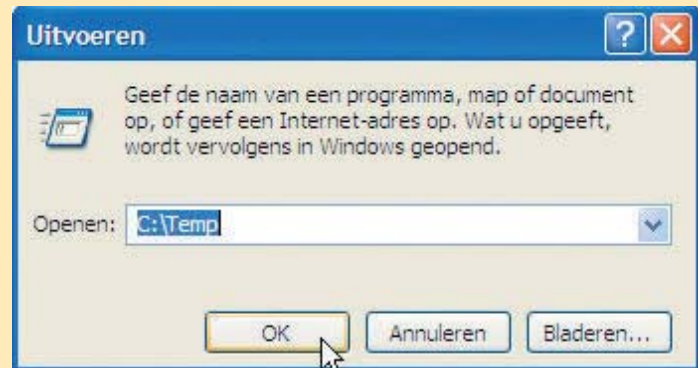 Uitvoeren
Geef de naam van een programma, map of document
op, of geef een Internet-adres op. Wat u opgeeft,
wordt vervolgens in Windows geopend.
Openen: C:\Temp
OK Annuleren Bladeren...